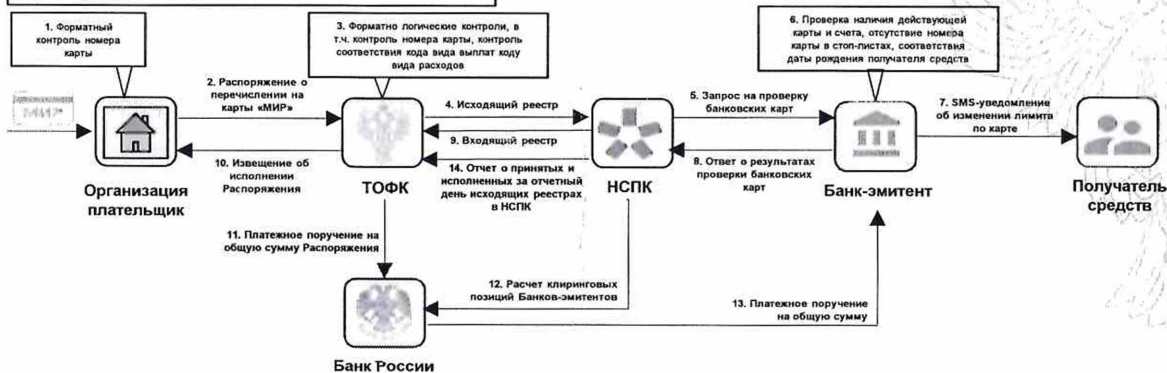 1. Форматный
контроль номера
карты
МИР
Организация
плательщик
2. Распоряжение о
перечислении на
карты «МИР»
10. Извещение об
исполнении
Распоряжения
3. Форматно логические контроли, в
т.ч. контроль номера карты, контроль
соответствия кода вида выплат коду
вида расходов
ТОФК
4. Исходящий реестр
9. Входящий реестр
14. Отчет о принятых и
исполненных за отчетный
день исходящих реестрах
в НСПК
НСПК
5. Запрос на проверку
банковских карт
8. Ответ о результатах
проверки банковских
карт
6. Проверка наличия действующей
карты и счета, отсутствие номера
карты в стоп-листах, соответствия
даты рождения получателя средств
Банк-эмитент
7. SMS-уведомление
об изменении лимита
по карте
Получатель
средств
11. Платежное поручение на
общую сумму Распоряжения
12. Расчет клиринговых
позиций Банков-эмитентов
13. Платежное поручение
на общую сумму
Банк России